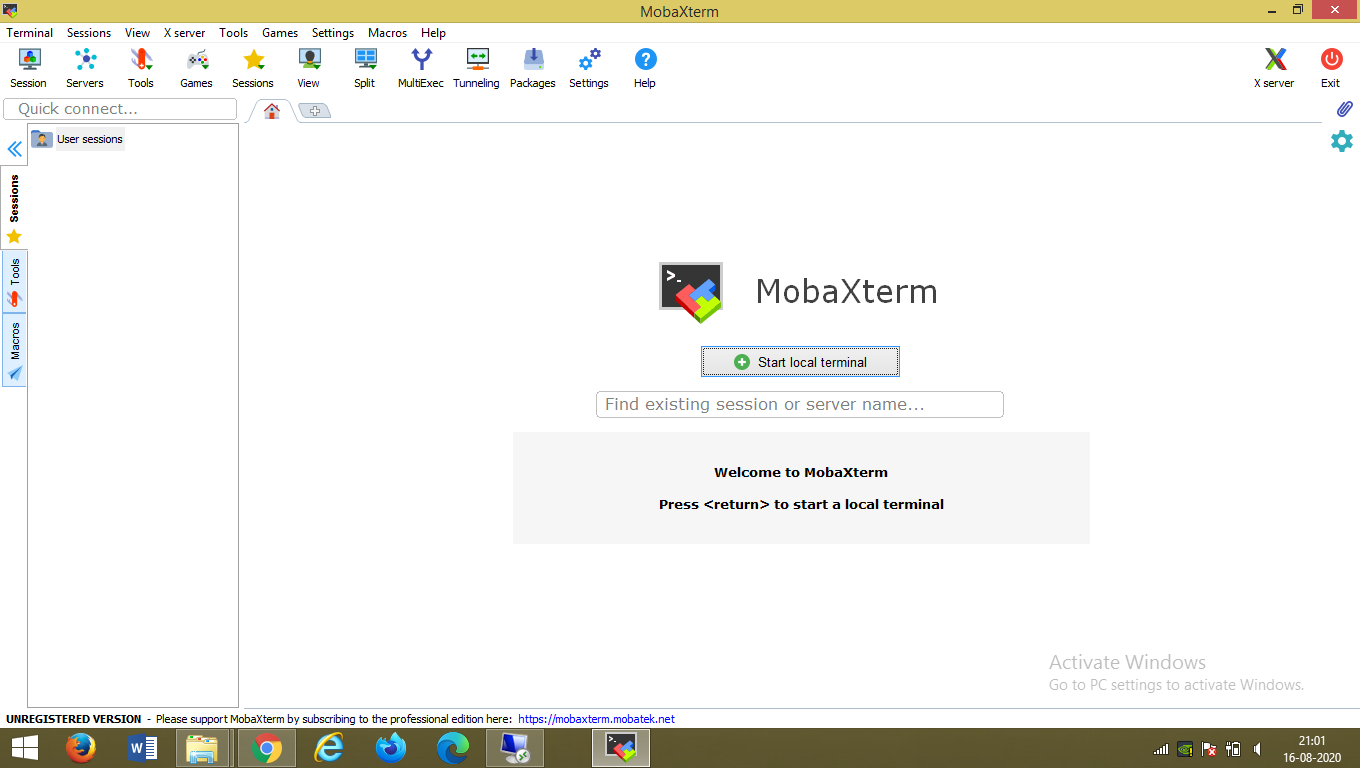 MobaXterm
Terminal Sessions View X server Tools Games Settings Macros Help
Session Servers Tools Games Sessions View Split MultiExec Tunneling Packages Settings Help X server Exit
Quick connect...
User sessions
Sessions
Tools
Macros
>_
MobaXterm
Start local terminal
Find existing session or server name...
Welcome to MobaXterm
Press <return> to start a local terminal
Activate Windows
Go to PC settings to activate Windows.
UNREGISTERED VERSION - Please support MobaXterm by subscribing to the professional edition here: https://mobaxterm.mobatek.net
21:01
16-08-2020